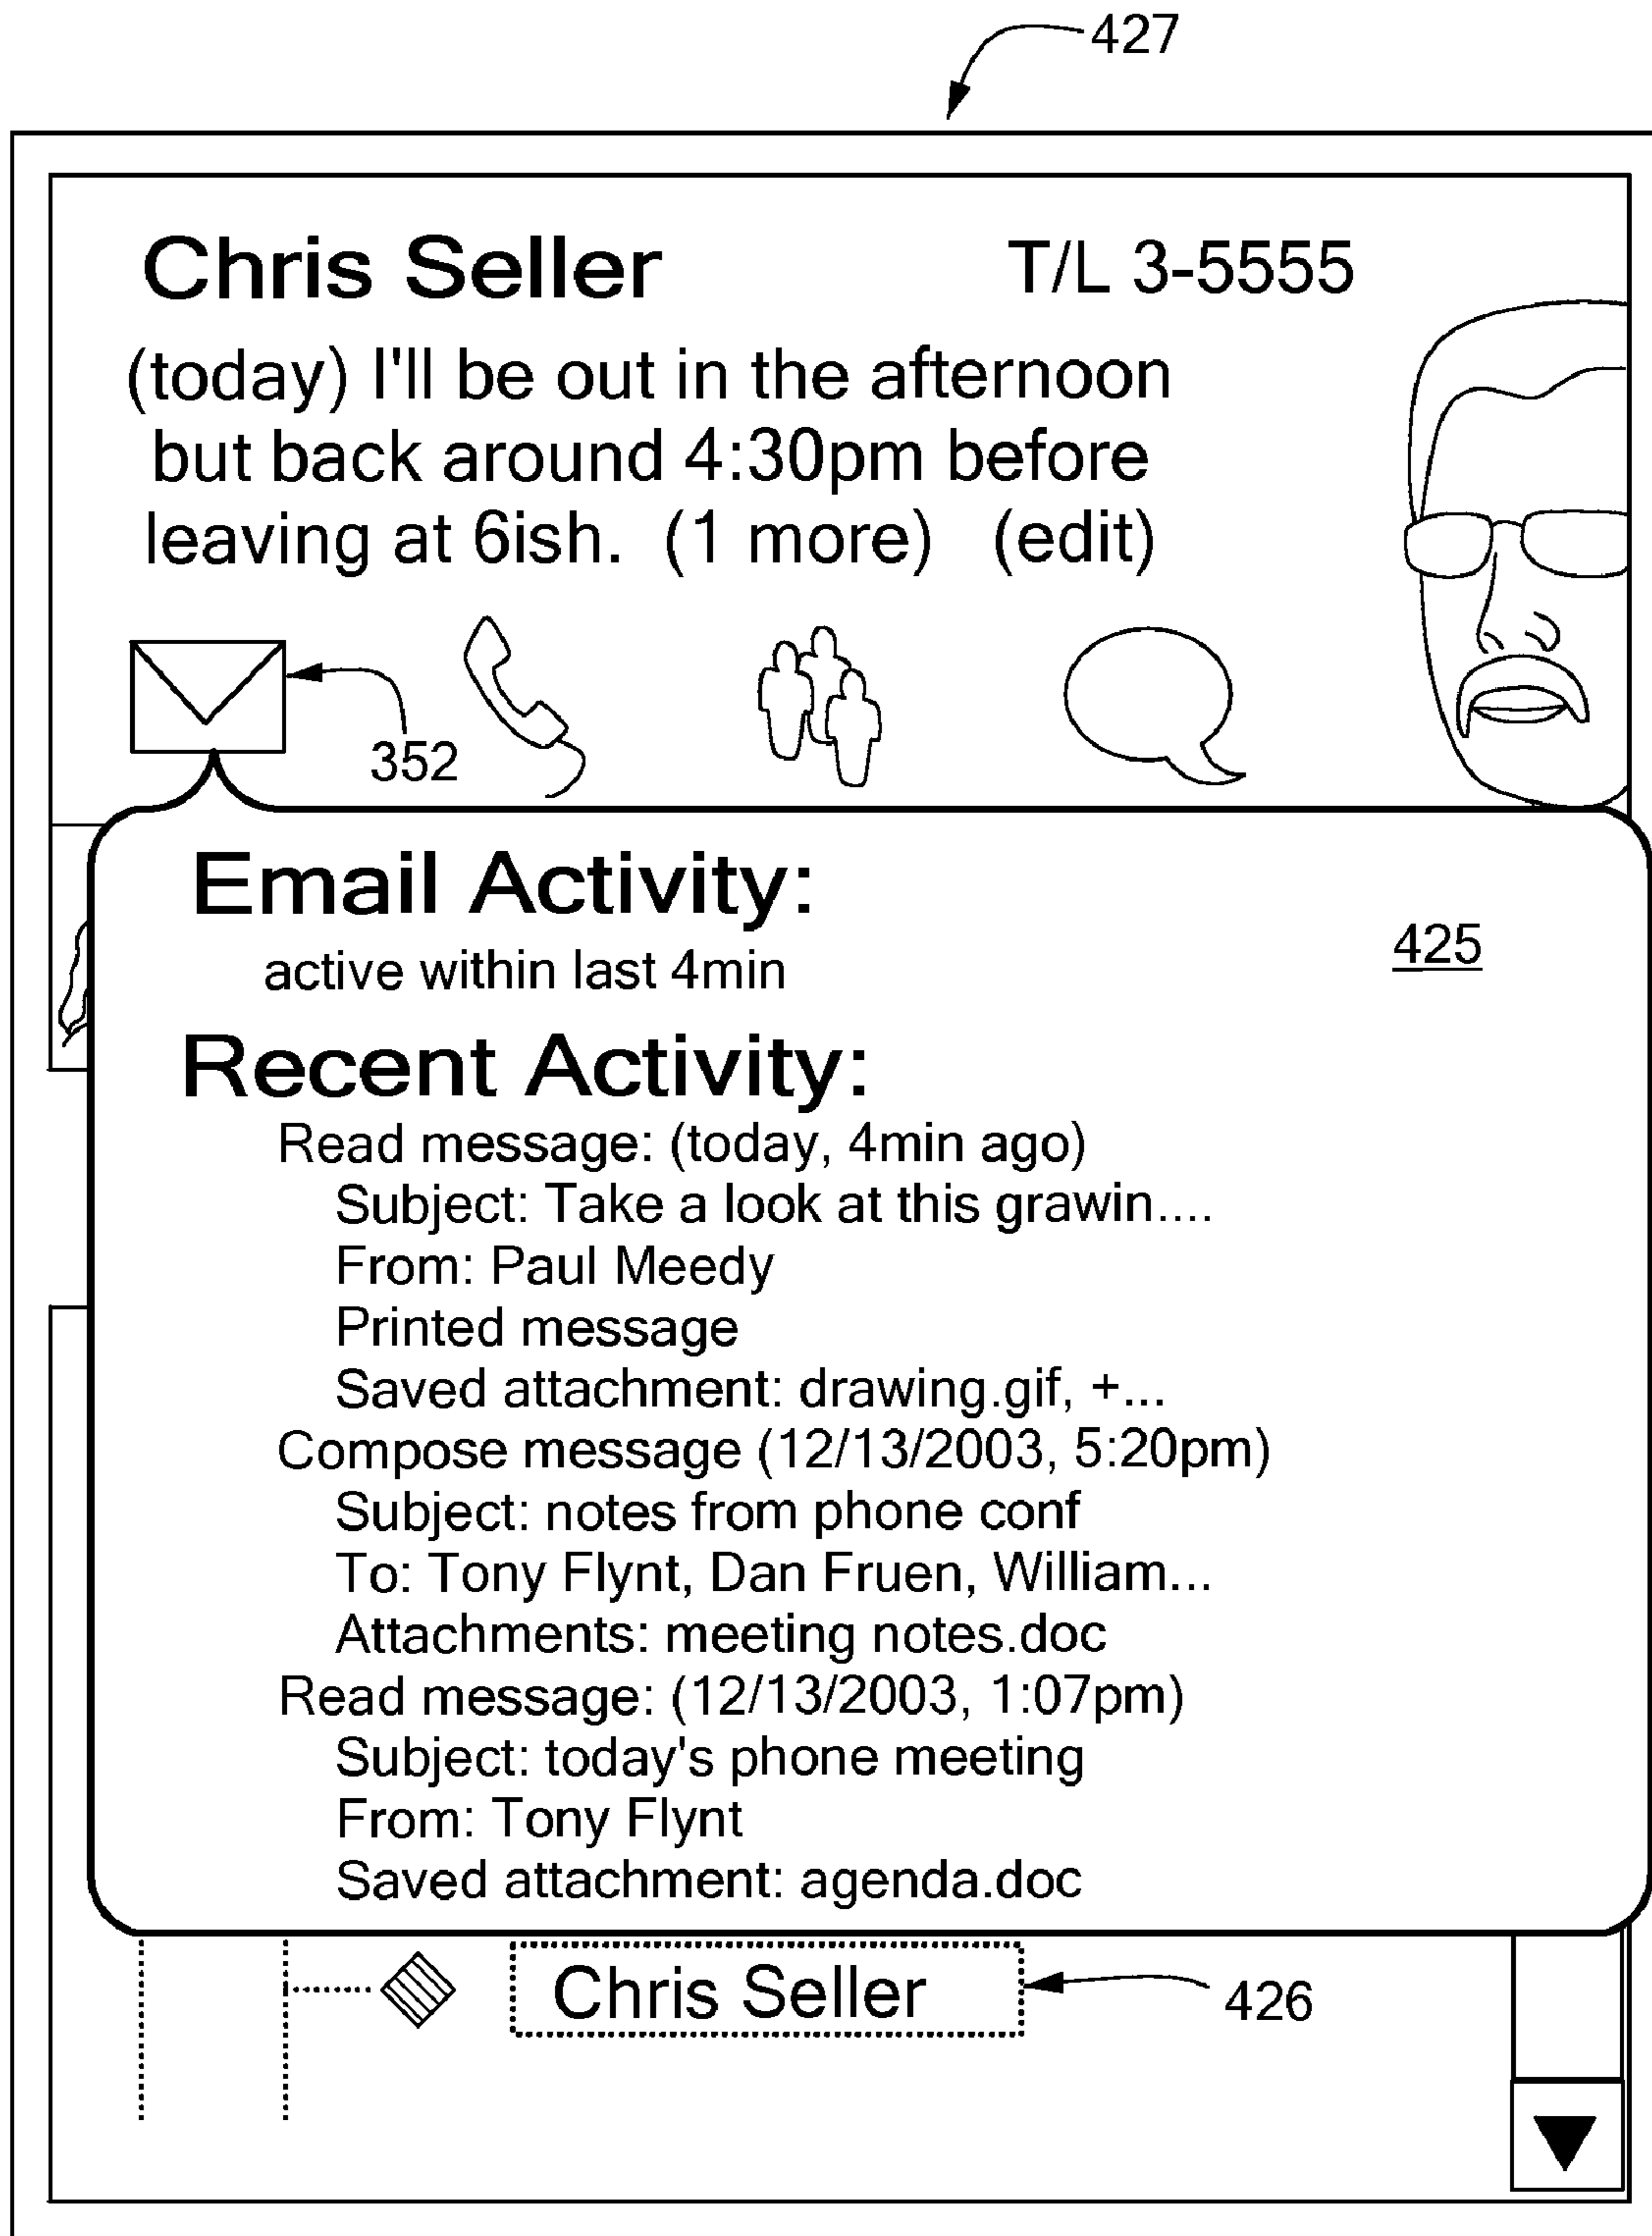 427
Chris Seller T/L 3-5555
(today) I'll be out in the afternoon
but back around 4:30pm before
leaving at 6ish. (1 more) (edit)
352
Email Activity:
425
active within last 4min
Recent Activity:
Read message: (today, 4min ago)
Subject: Take a look at this grawin....
From: Paul Meedy
Printed message
Saved attachment: drawing.gif, +...
Compose message (12/13/2003, 5:20pm)
Subject: notes from phone conf
To: Tony Flynt, Dan Fruen, William...
Attachments: meeting notes.doc
Read message: (12/13/2003, 1:07pm)
Subject: today's phone meeting
From: Tony Flynt
Saved attachment: agenda.doc
Chris Seller 426